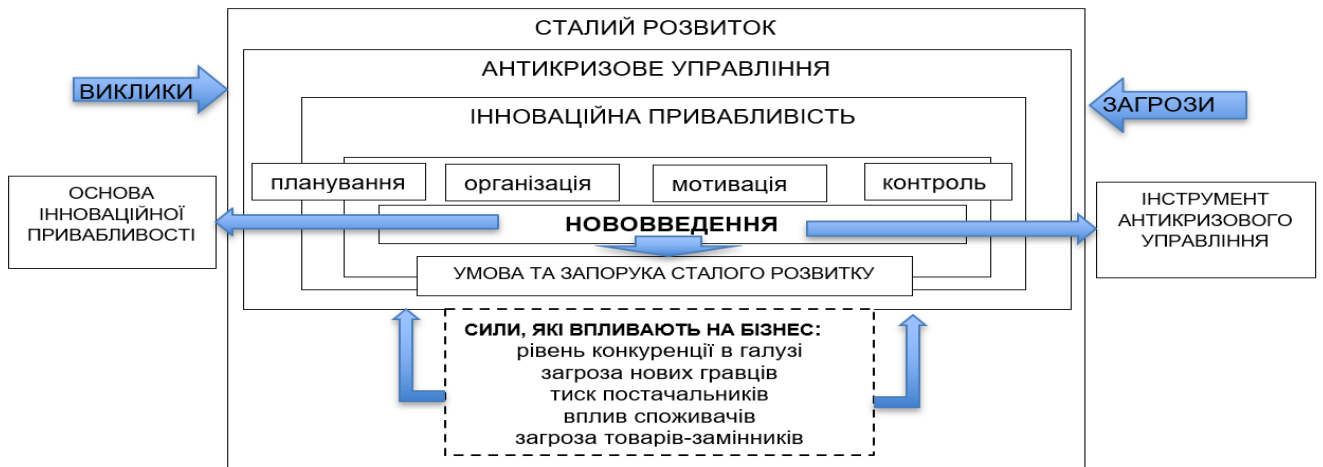 СТАЛИЙ РОЗВИТОК
АНТИКРИЗОВЕ УПРАВЛІННЯ
ВИКЛИКИ
ЗАГРОЗИ
ІННОВАЦІЙНА ПРИВАБЛИВІСТЬ
планування
організація
мотивація
контроль
ОСНОВА
ІННОВАЦІЙНОЇ
ПРИВАБЛИВОСТІ
НОВОВВЕДЕННЯ
ІНСТРУМЕНТ
АНТИКРИЗОВОГО
УПРАВЛІННЯ
УМОВА ТА ЗАПОРУКА СТАЛОГО РОЗВИТКУ
СИЛИ, ЯКІ ВПЛИВАЮТЬ НА БІЗНЕС:
рівень конкуренції в галузі
загроза нових гравців
тиск постачальників
вплив споживачів
загроза товарів-замінників